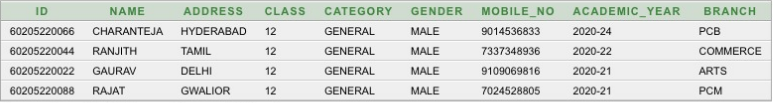 ID NAME ADDRESS CLASS CATEGORY GENDER MOBILE_NO ACADEMIC_YEAR BRANCH
60205220066 CHARANTEJA HYDERABAD 12 GENERAL MALE 9014536833 2020-24 PCB
60205220044 RANJITH TAMIL 12 GENERAL MALE 7337348936 2020-22 COMMERCE
60205220022 GAURAV DELHI 12 GENERAL MALE 9109069816 2020-21 ARTS
60205220088 RAJAT GWALIOR 12 GENERAL MALE 7024528805 2020-21 PCM